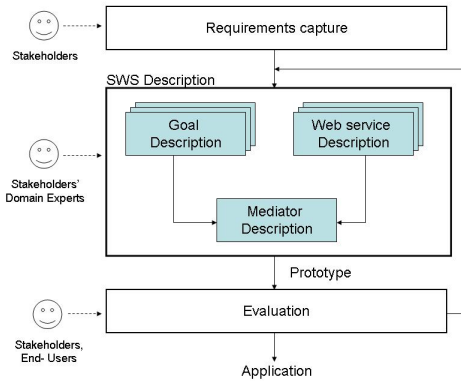 Requirements capture
Stakeholders
SWS Description
Goal
Description
Web service
Description
Stakeholders'
Domain Experts
Mediator
Description
Prototype
Evaluation
Stakeholders,
End- Users
Application